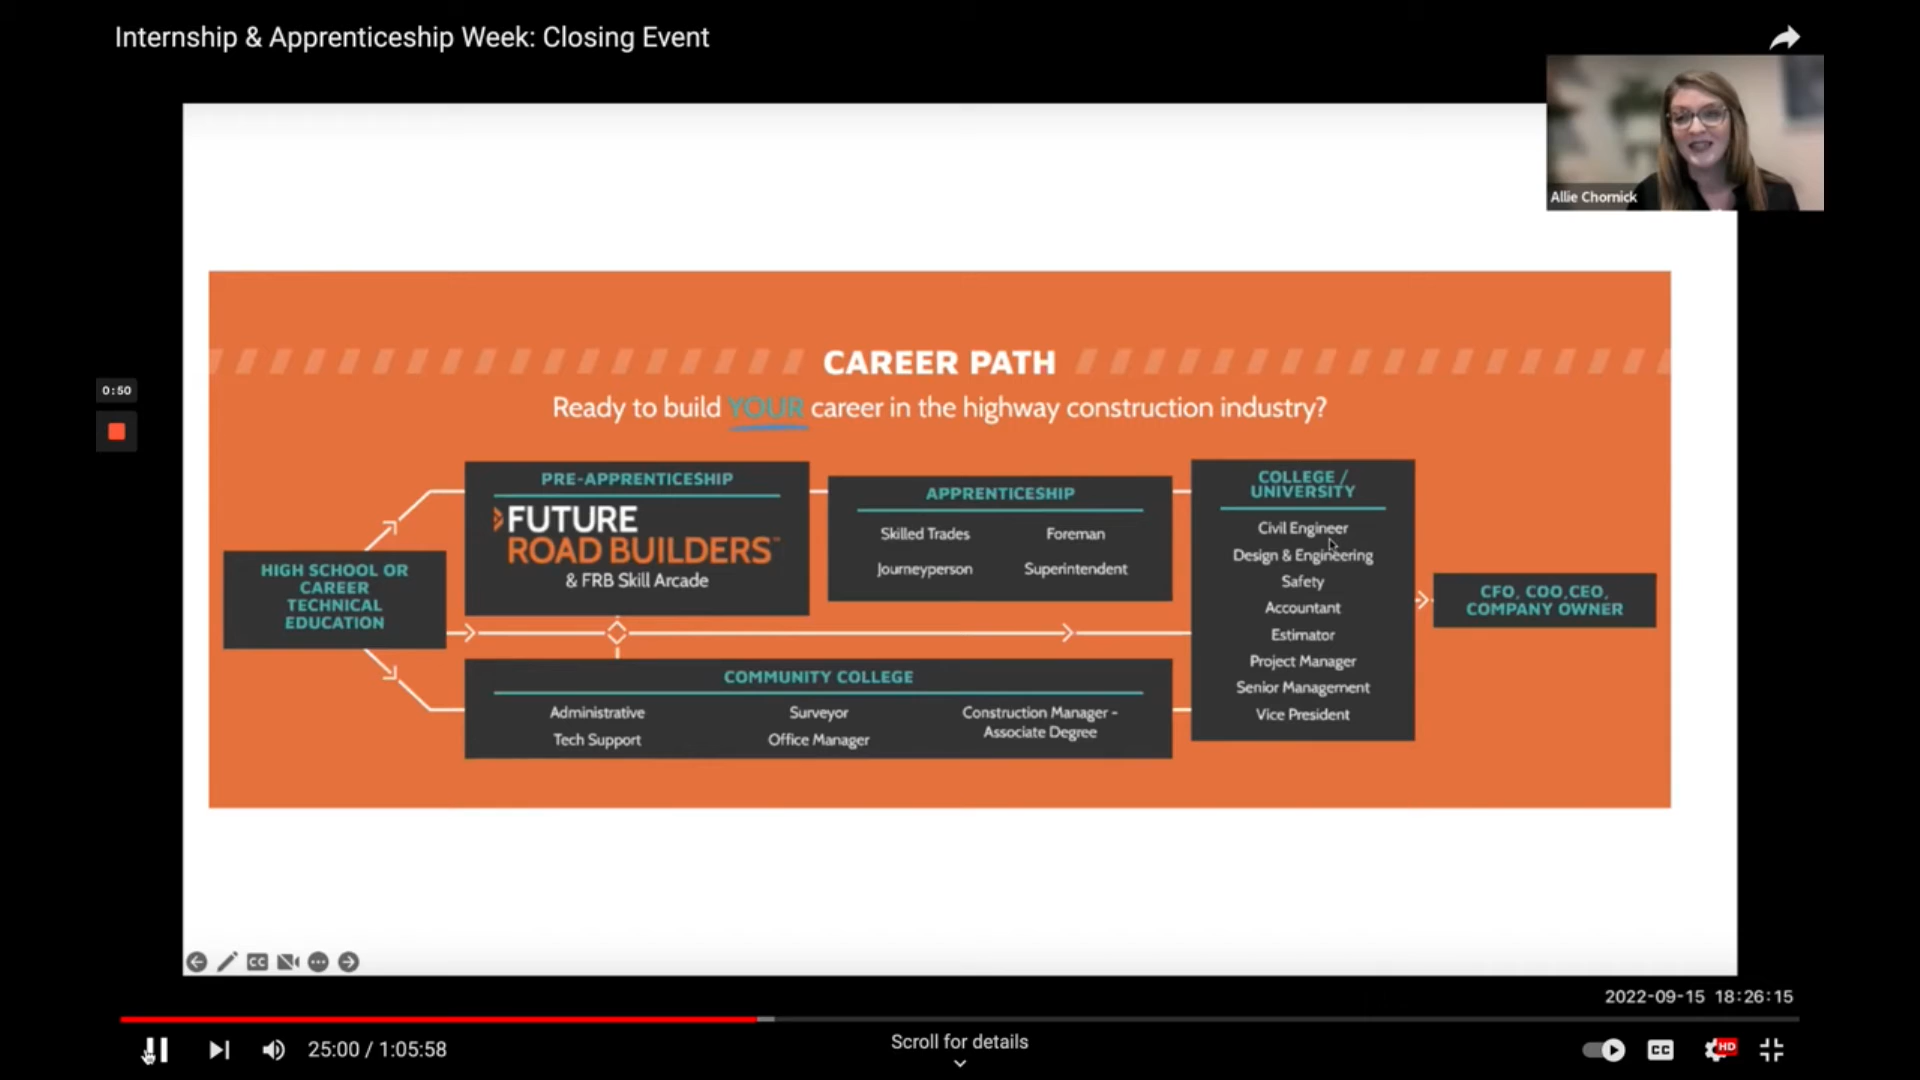 Internship & Apprenticeship Week: Closing Event
Allie Chornick
0:50
CAREER PATH
Ready to build YOUR career in the highway construction industry?
HIGH SCHOOL OR
CAREER
TECHNICAL
EDUCATION
PRE-APPRENTICESHIP
FUTURE
ROAD BUILDERS™
& FRB Skill Arcade
APPRENTICESHIP
Skilled Trades
Foreman
Journeyperson
Superintendent
COMMUNITY COLLEGE
Administrative
Surveyor
Construction Manager -
Associate Degree
Tech Support
Office Manager
COLLEGE /
UNIVERSITY
Civil Engineer
Design & Engineering
Safety
Accountant
Estimator
Project Manager
Senior Management
Vice President
CFO, COO,CEO,
COMPANY OWNER
CC
2022-09-15 18:26:15
25:00 / 1:05:58
Scroll for details
CC
HD